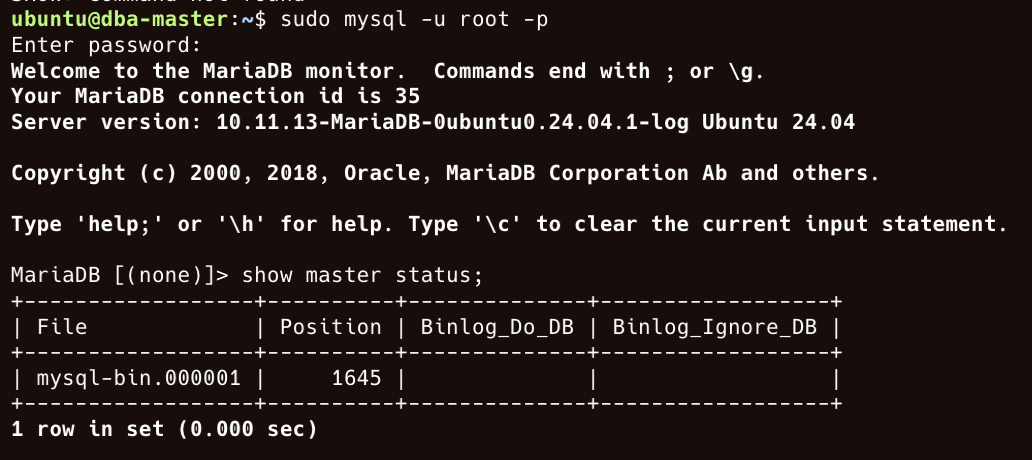 ubuntu@dba-master:~$ sudo mysql -u root -p
Enter password:
Welcome to the MariaDB monitor.  Commands end with ; or \g.
Your MariaDB connection id is 35
Server version: 10.11.13-MariaDB-0ubuntu0.24.04.1-log Ubuntu 24.04
Copyright (c) 2000, 2018, Oracle, MariaDB Corporation Ab and others.
Type 'help;' or '\h' for help. Type '\c' to clear the current input statement.
MariaDB [(none)]> show master status;
+------------------+----------+--------------+------------------+
| File             | Position | Binlog_Do_DB | Binlog_Ignore_DB |
+------------------+----------+--------------+------------------+
| mysql-bin.000001 |     1645 |              |                  |
+------------------+----------+--------------+------------------+
1 row in set (0.000 sec)